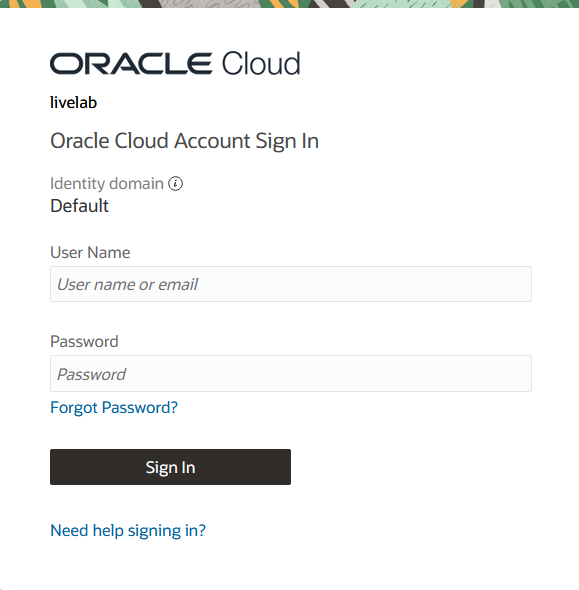 ORACLE Cloud
livelab
Oracle Cloud Account Sign In
Identity domain
Default
User Name
User name or email
Password
Password
Forgot Password?
Sign In
Need help signing in?